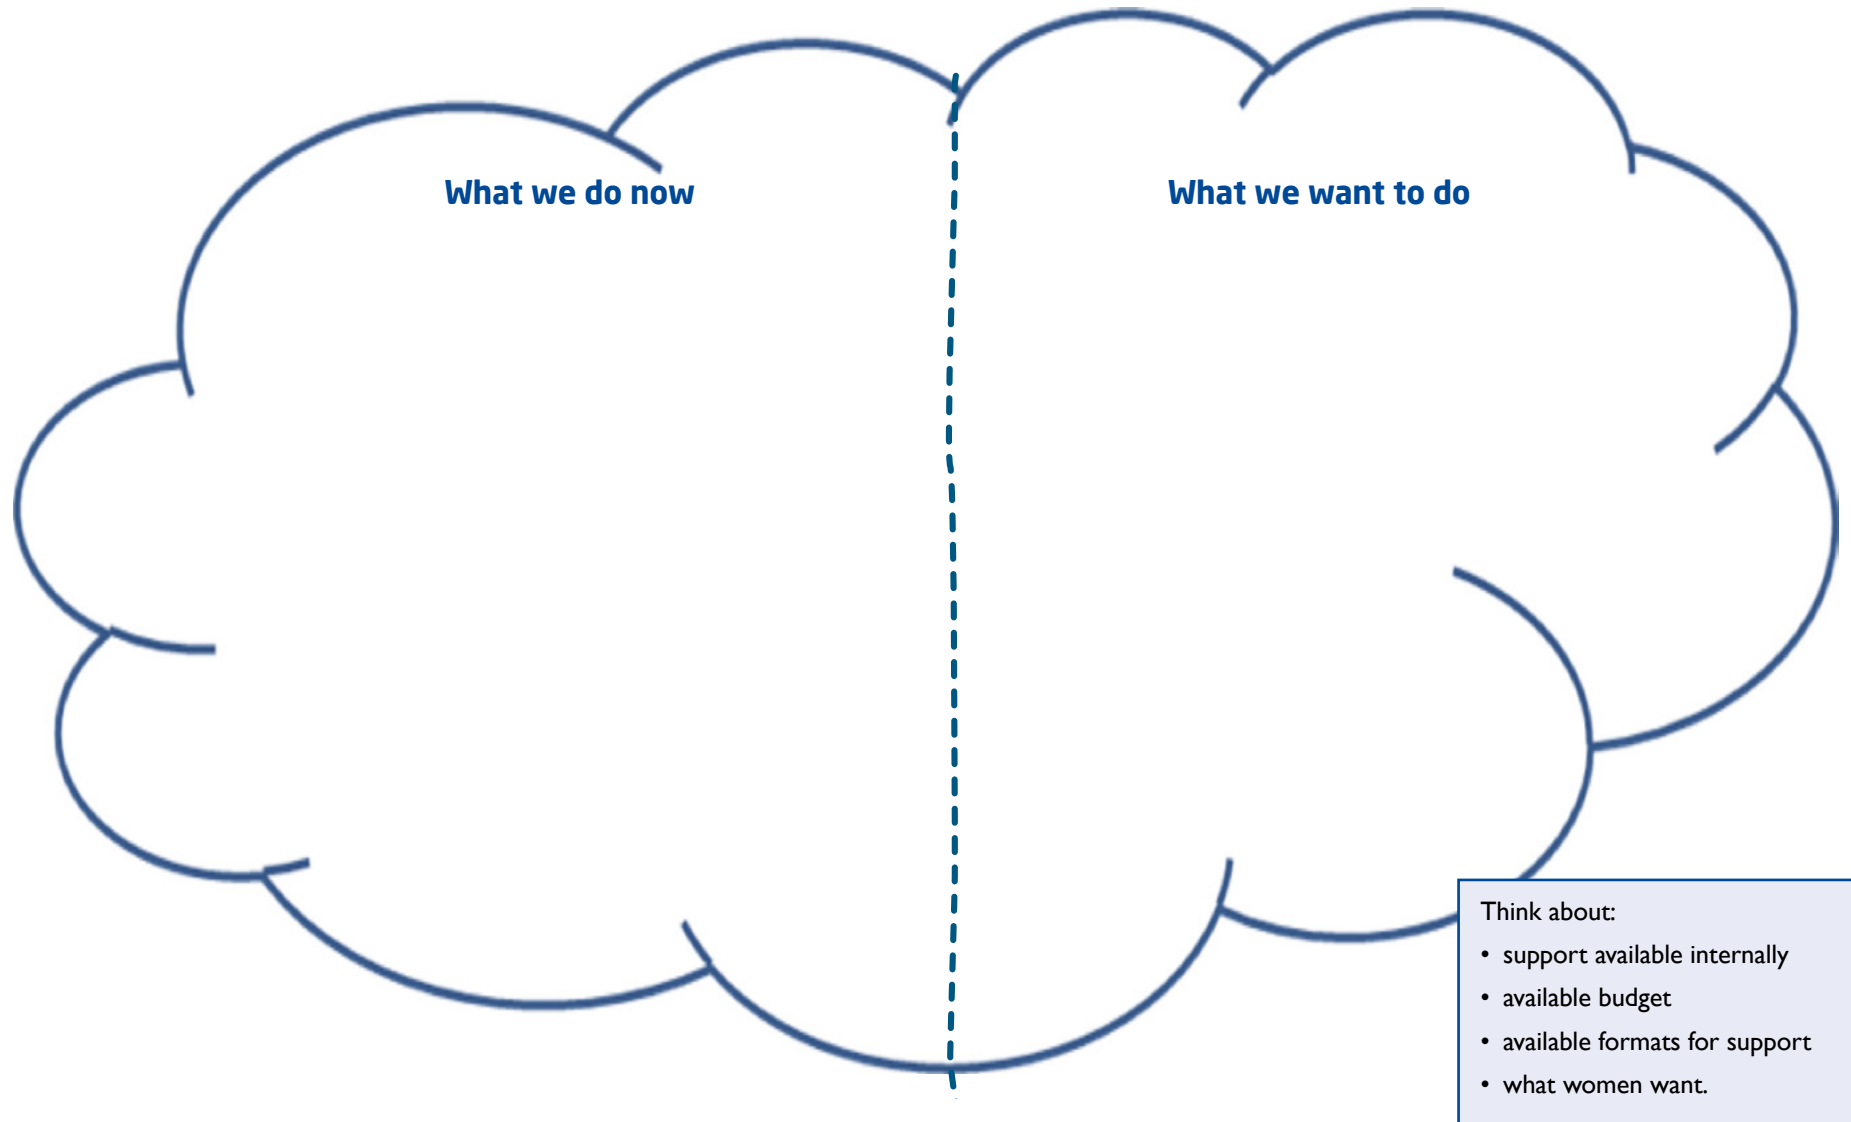 What we do now
What we want to do
Think about:
• support available internally
• available budget
• available formats for support
• what women want.